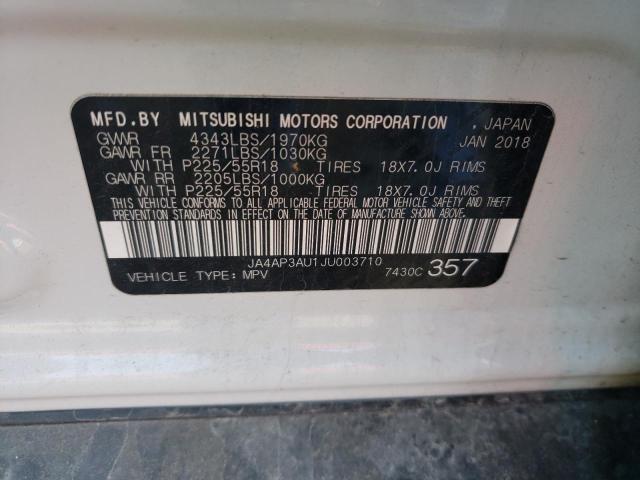 MFD.BY MITSUBISHI MOTORS CORPORATION , JAPAN
GVWR 4343LBS/1970KG JAN 2018
GAWR FR 2271LBS/1030KG
WITH P225/55R18 TIRES 18X7.0J RIMS
GAWR RR 2205LBS/1000KG
WITH P225/55R18 TIRES 18X7.0J RIMS
THIS VEHICLE CONFORMS TO ALL APPLICABLE FEDERAL MOTOR VEHICLE SAFETY AND THEFT
PREVENTION STANDARDS IN EFFECT ON THE DATE OF MANUFACTURE SHOWN ABOVE.
JA4AP3AU1JU003710
VEHICLE TYPE: MPV 7430C 357